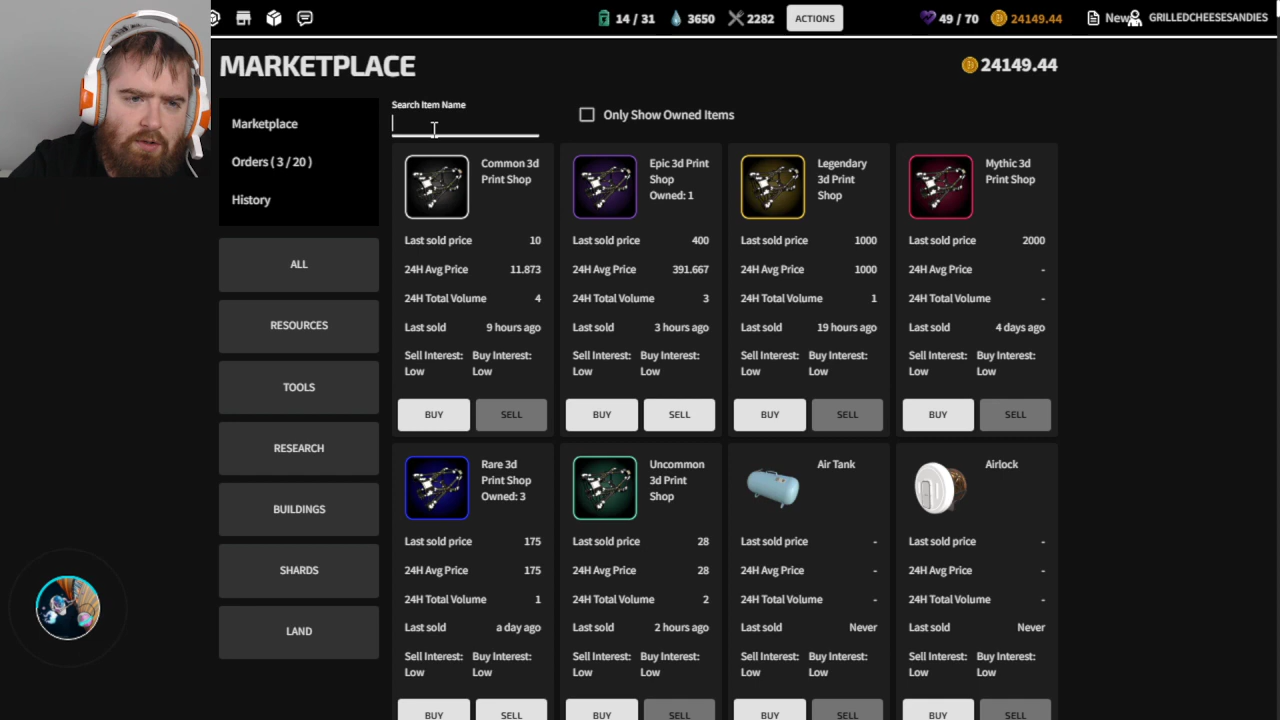 14 / 31 3650 2282 ACTIONS 49 / 70 24149.44 New GRILLEDCHEESESANDIES
MARKETPLACE 24149.44
Marketplace
Orders ( 3 / 20 )
History
ALL
RESOURCES
TOOLS
RESEARCH
BUILDINGS
SHARDS
LAND
Search Item Name
Only Show Owned Items
Common 3d
Print Shop
Last sold price 10
24H Avg Price 11.873
24H Total Volume 4
Last sold 9 hours ago
Sell Interest: Buy Interest:
Low Low
BUY SELL
Epic 3d Print
Shop
Owned: 1
Last sold price 400
24H Avg Price 391.667
24H Total Volume 3
Last sold 3 hours ago
Sell Interest: Buy Interest:
Low Low
BUY SELL
Legendary
3d Print
Shop
Last sold price 1000
24H Avg Price 1000
24H Total Volume 1
Last sold 19 hours ago
Sell Interest: Buy Interest:
Low Low
BUY SELL
Mythic 3d
Print Shop
Last sold price 2000
24H Avg Price -
24H Total Volume -
Last sold 4 days ago
Sell Interest: Buy Interest:
Low Low
BUY SELL
Rare 3d
Print Shop
Owned: 3
Last sold price 175
24H Avg Price 175
24H Total Volume 1
Last sold a day ago
Sell Interest: Buy Interest:
Low Low
BUY SELL
Uncommon
3d Print
Shop
Last sold price 28
24H Avg Price 28
24H Total Volume 2
Last sold 2 hours ago
Sell Interest: Buy Interest:
Low Low
BUY SELL
Air Tank
Last sold price -
24H Avg Price -
24H Total Volume -
Last sold Never
Sell Interest: Buy Interest:
Low Low
BUY SELL
Airlock
Last sold price -
24H Avg Price -
24H Total Volume -
Last sold Never
Sell Interest: Buy Interest:
Low Low
BUY SELL